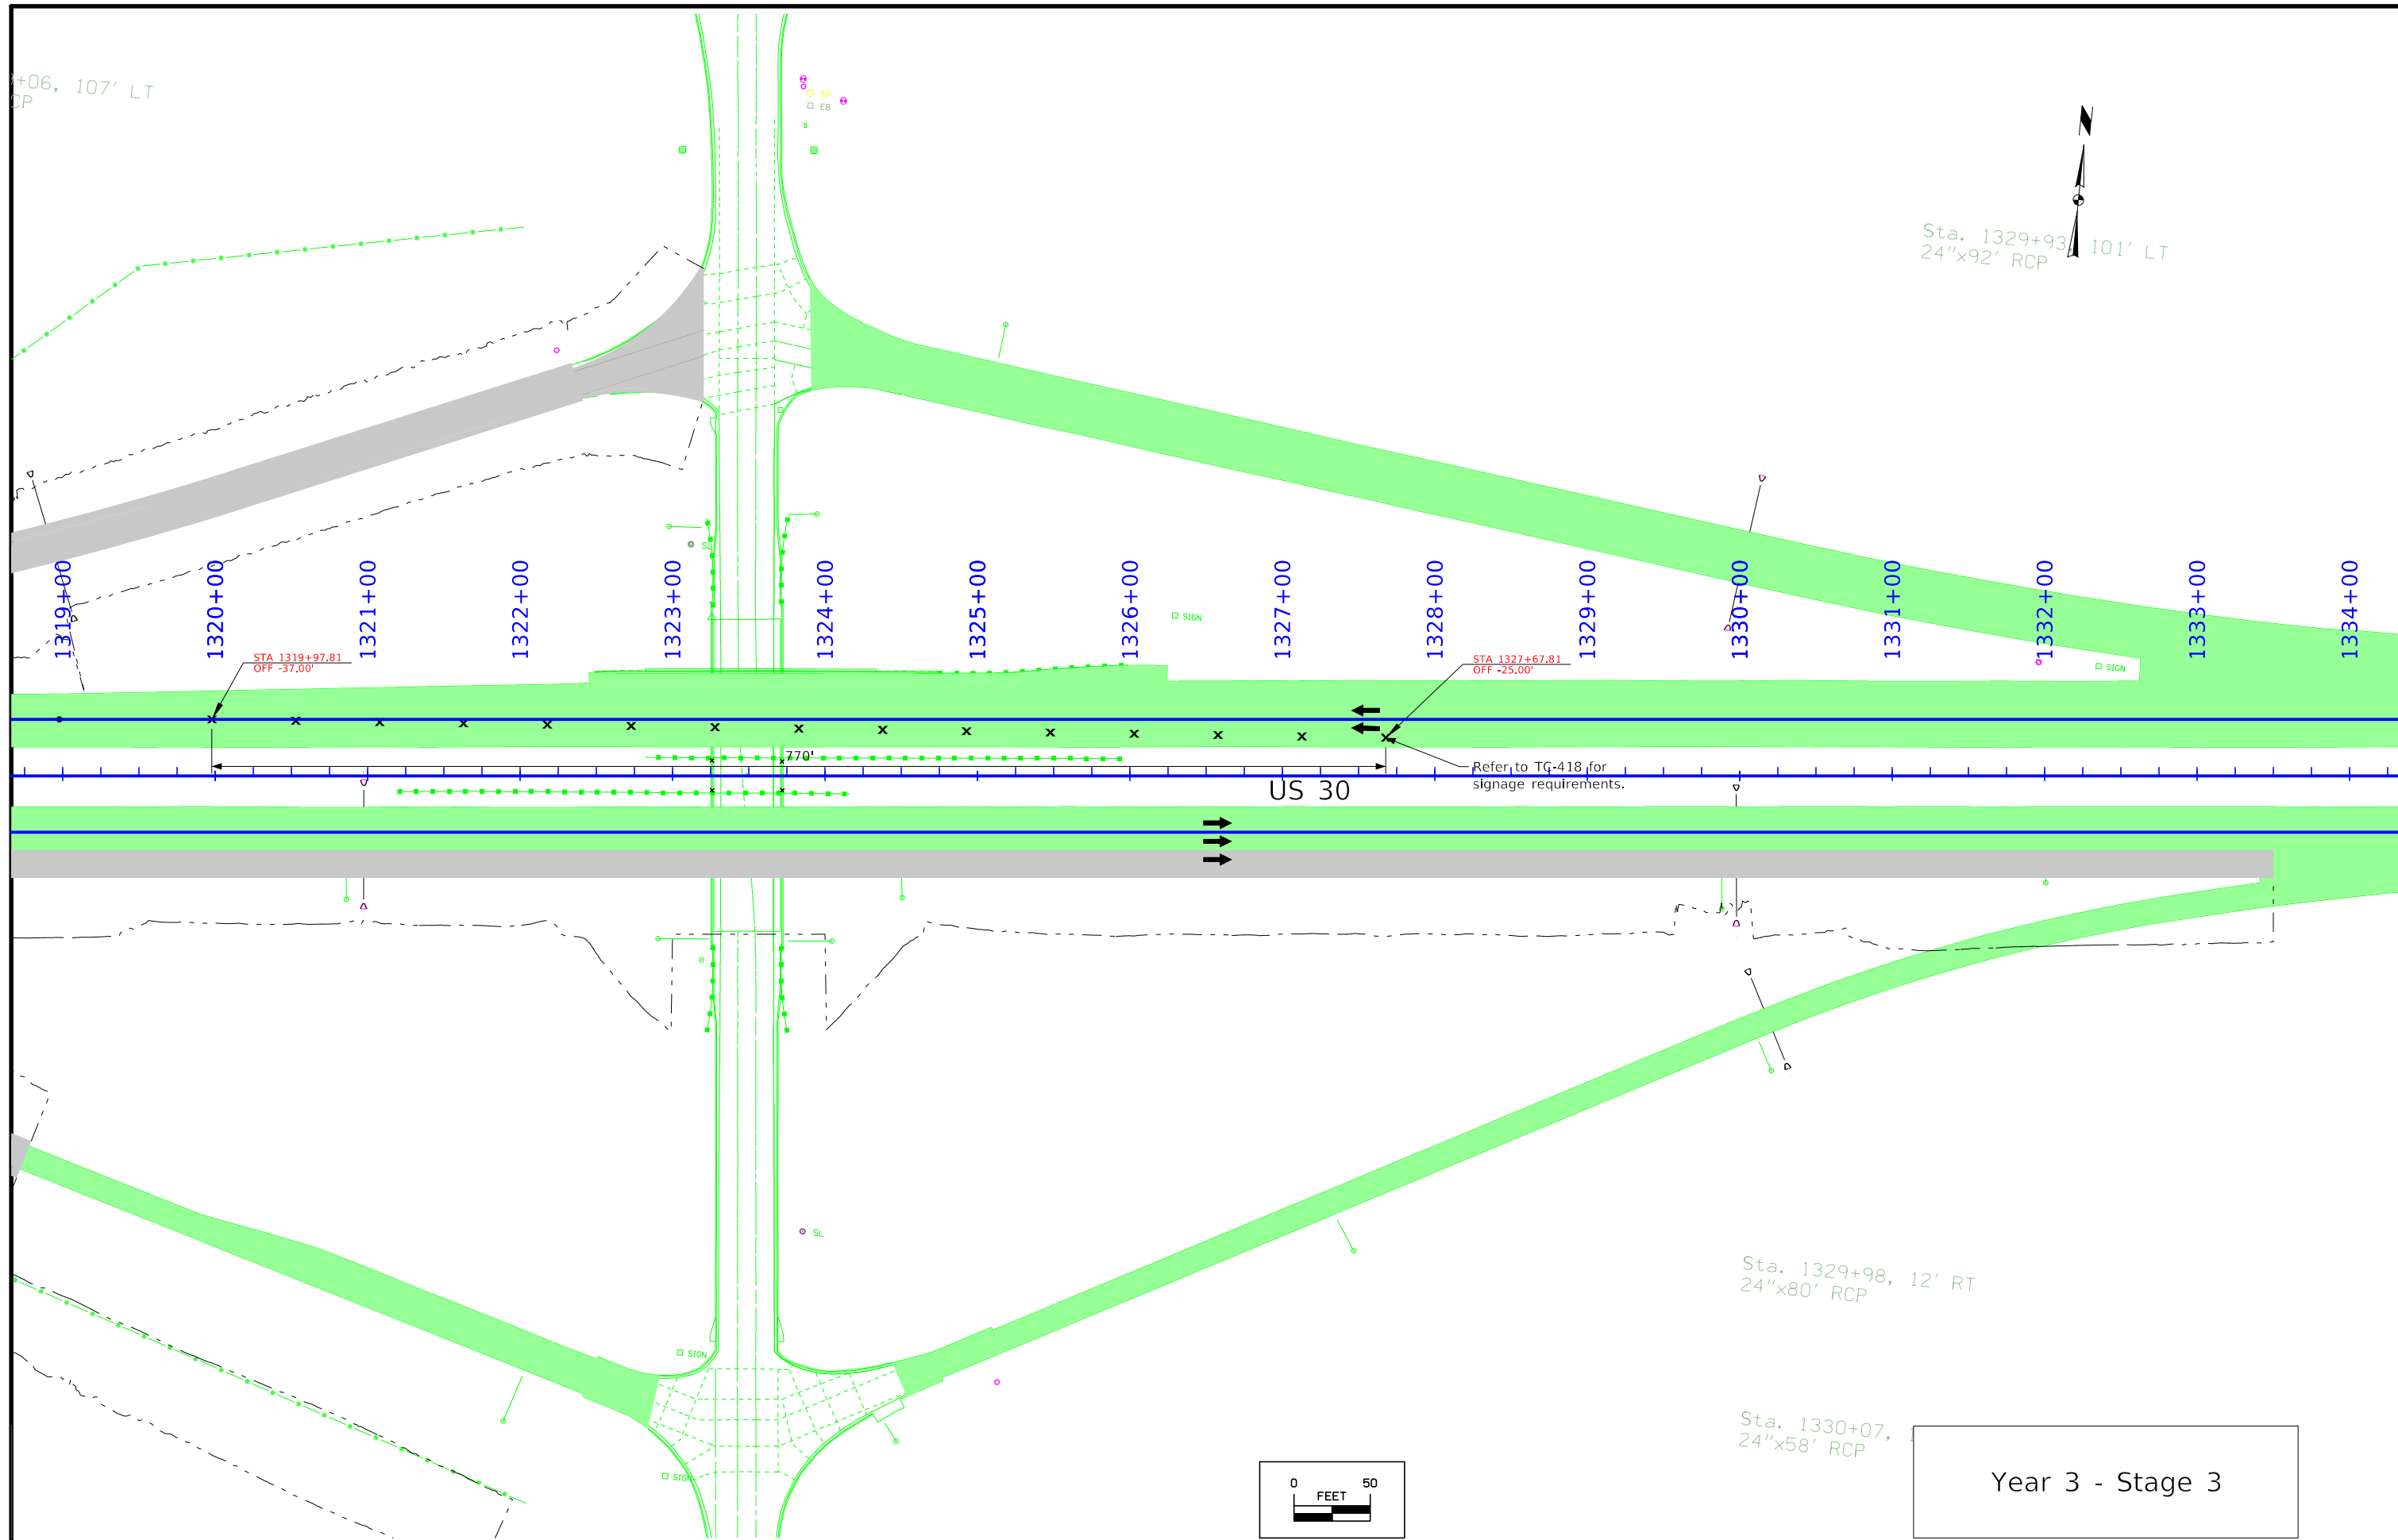 +06, 107' LT
CP
TP
EB
N
Sta. 1329+93, 101' LT
24"x92' RCP
SL
1319+00
1320+00
1321+00
1322+00
1323+00
1324+00
1325+00
1326+00
1327+00
1328+00
1329+00
1330+00
1331+00
1332+00
1333+00
1334+00
SIGN
STA 1319+97.81
OFF -37.00'
STA 1327+67.81
OFF -25.00'
SIGN
770'
Refer to TC-418 for
signage requirements.
US 30
SL
Sta. 1329+98, 12' RT
24"x80' RCP
SIGN
Sta. 1330+07,
24"x58' RCP
SIGN
0 50
FEET
Year 3 - Stage 3